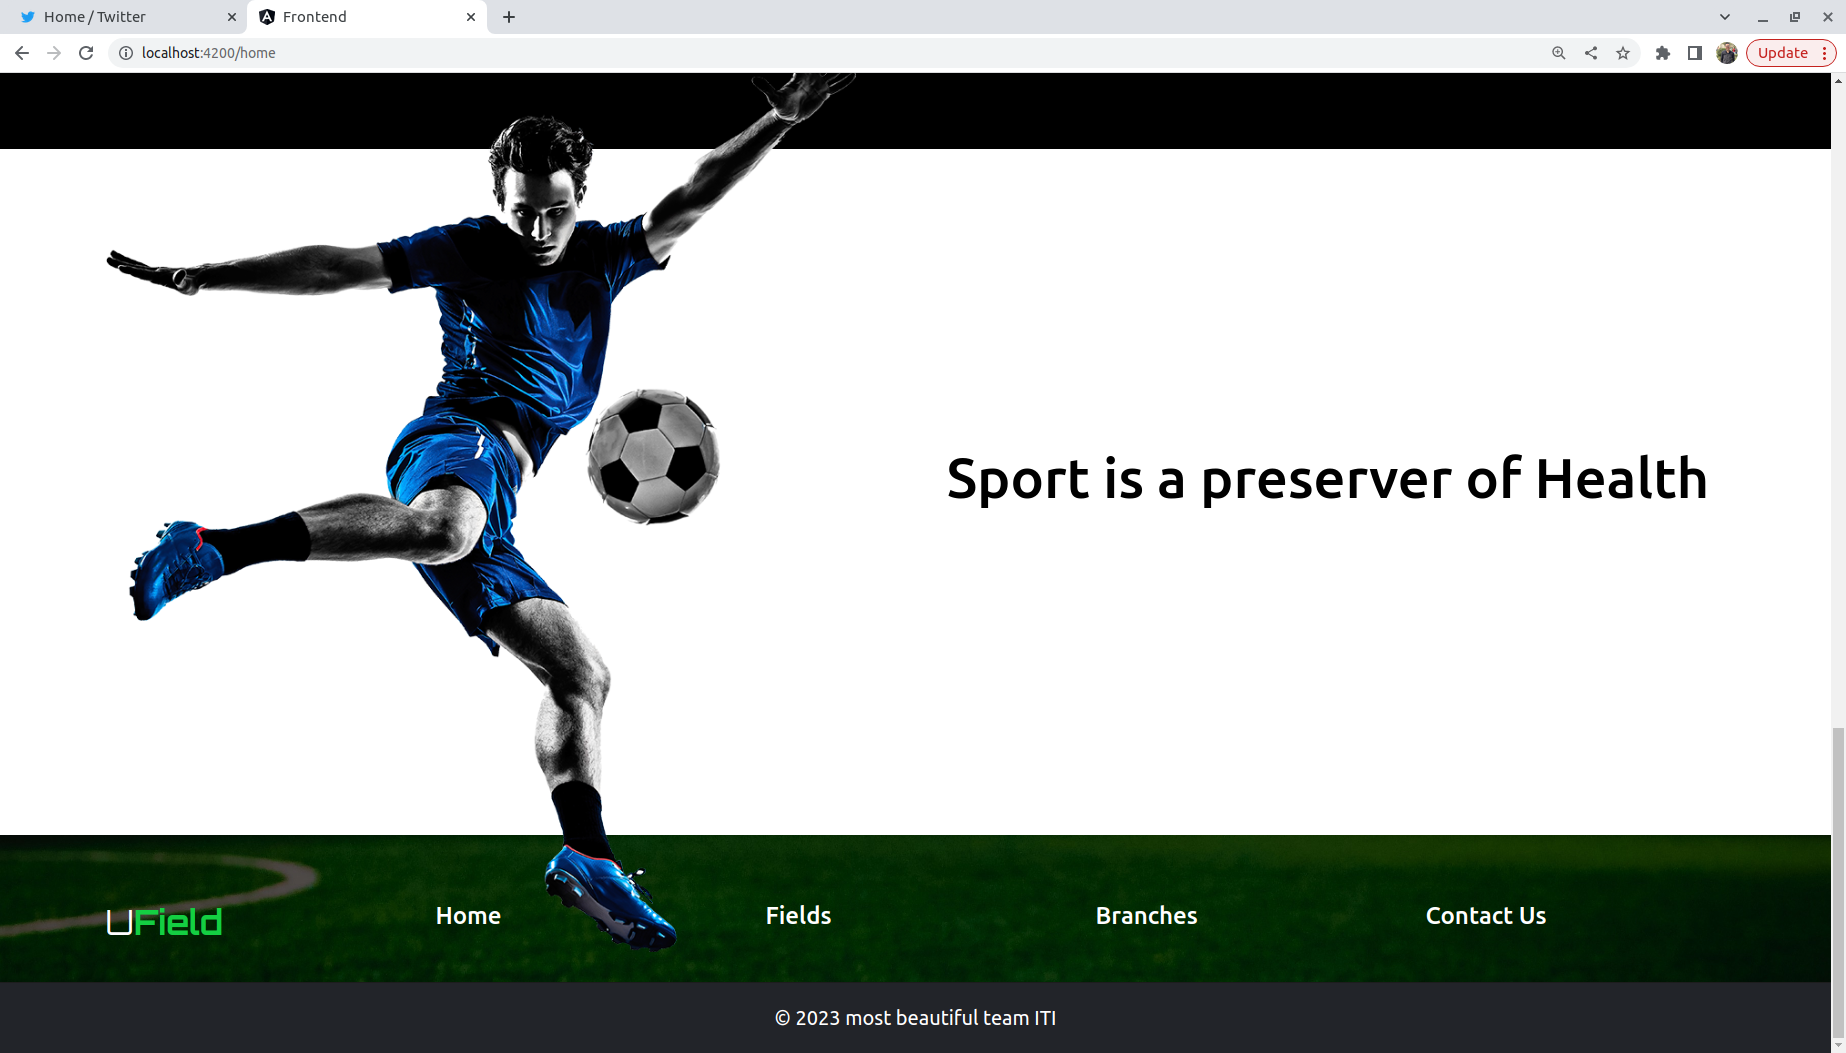 Home / Twitter
Frontend
localhost:4200/home
Update
Sport is a preserver of Health
UField
Home
Fields
Branches
Contact Us
© 2023 most beautiful team ITI